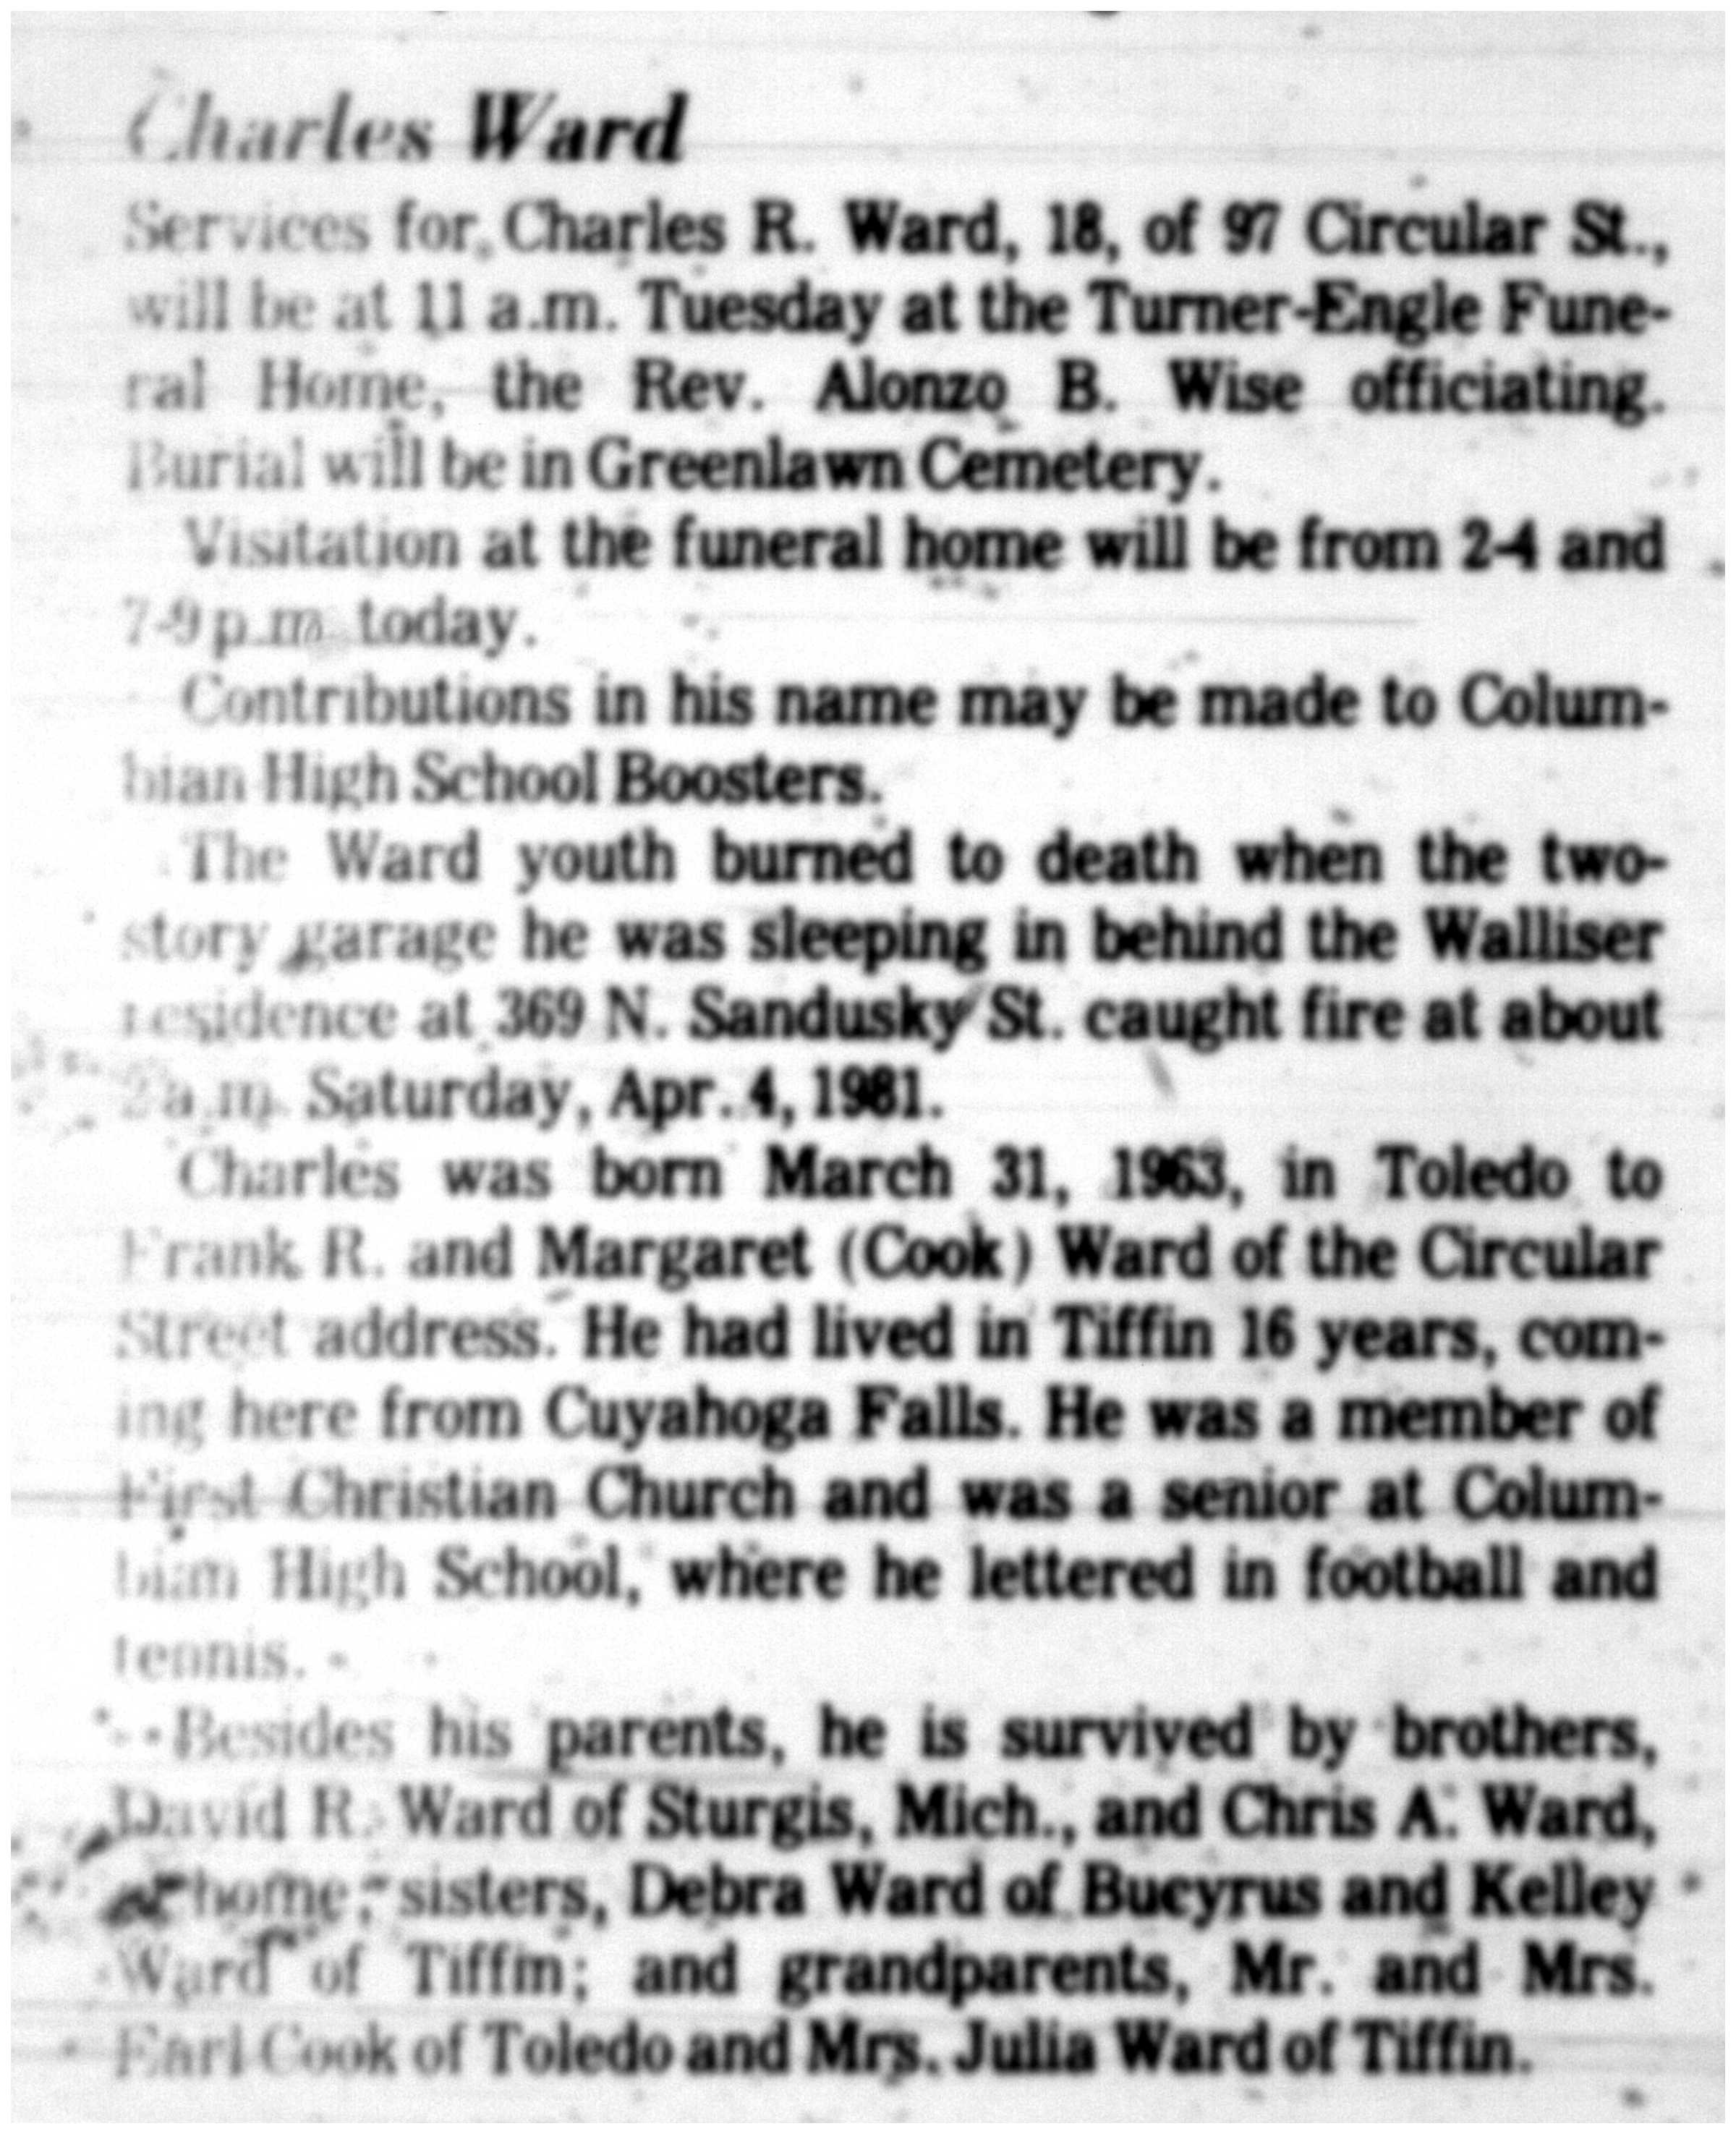 Charles Ward
Services for Charles R. Ward, 18, of 97 Circular St.,
will be at 11 a.m. Tuesday at the Turner-Engle Fune-
ral Home, the Rev. Alonzo B. Wise officiating.
Burial will be in Greenlawn Cemetery.
Visitation at the funeral home will be from 2-4 and
7-9 p.m. today.
Contributions in his name may be made to Colum-
bian High School Boosters.
The Ward youth burned to death when the two-
story garage he was sleeping in behind the Walliser
residence at 369 N. Sandusky St. caught fire at about
2 a.m. Saturday, Apr. 4, 1981.
Charles was born March 31, 1963, in Toledo to
Frank R. and Margaret (Cook) Ward of the Circular
Street address. He had lived in Tiffin 16 years, com-
ing here from Cuyahoga Falls. He was a member of
First Christian Church and was a senior at Colum-
bian High School, where he lettered in football and
tennis.
Besides his parents, he is survived by brothers,
David R. Ward of Sturgis, Mich., and Chris A. Ward,
at home; sisters, Debra Ward of Bucyrus and Kelley
Ward of Tiffin; and grandparents, Mr. and Mrs.
Earl Cook of Toledo and Mrs. Julia Ward of Tiffin.